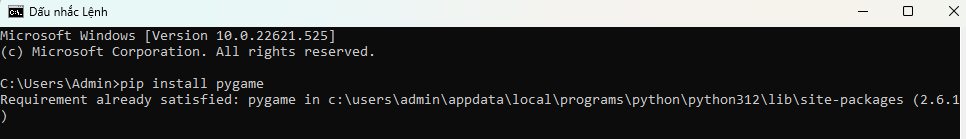 Dấu nhắc Lệnh
Microsoft Windows [Version 10.0.22621.525]
(c) Microsoft Corporation. All rights reserved.
C:\Users\Admin>pip install pygame
Requirement already satisfied: pygame in c:\users\admin\appdata\local\programs\python\python312\lib\site-packages (2.6.1
)